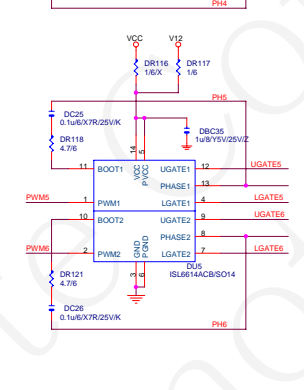 PH4
VCC V12
DR116 DR117
1/6/X 1/6
PH5
DC25
0.1u/6/X7R/25V/K
DBC35
1u/8/Y5V/25V/Z
DR118
4.7/6
14 5
11 BOOT1 VCC PVCC UGATE1 12 UGATE5
PHASE1 13
PWM5 1 PWM1 LGATE1 4 LGATE5
10 BOOT2 UGATE2 9 UGATE6
PHASE2 8
PWM6 2 PWM2 GND PGND LGATE2 7 LGATE6
3 6
DU5
ISL6614ACB/SO14
DR121
4.7/6
DC26
0.1u/6/X7R/25V/K
PH6